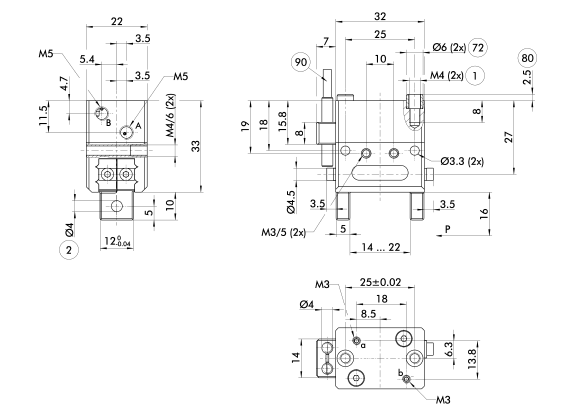 22
3.5
5.4
M5
3.5
M5
4.7
11.5
B
A
M4/6 (2x)
33
Ø4
2
5
10
12 0 -0.04
32
7
25
10
Ø6 (2x) 72
M4 (2x) 1
80
2.5
90
19
18
15.8
8
8
27
Ø3.3 (2x)
Ø4.5
3.5
3.5
16
M3/5 (2x)
5
P
14 ... 22
25±0.02
M3
18
Ø4
8.5
a
14
6.3
13.8
b
M3